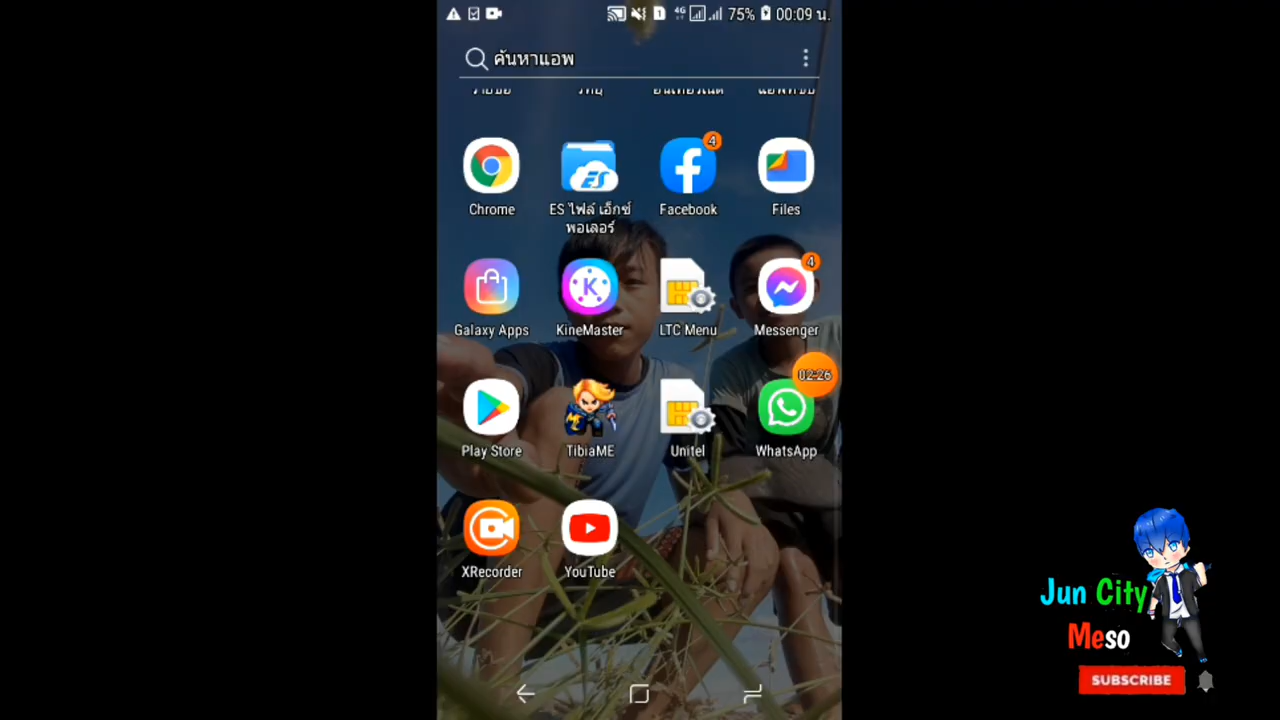 75% 00:09 น.
ค้นหาแอพ
Chrome
ES ไฟล์ เอ็กซ์
พอเลอร์
Facebook
4
Files
Galaxy Apps
KineMaster
LTC Menu
Messenger
4
02:26
Play Store
TibiaME
Unitel
WhatsApp
XRecorder
YouTube
Jun City
Meso
SUBSCRIBE